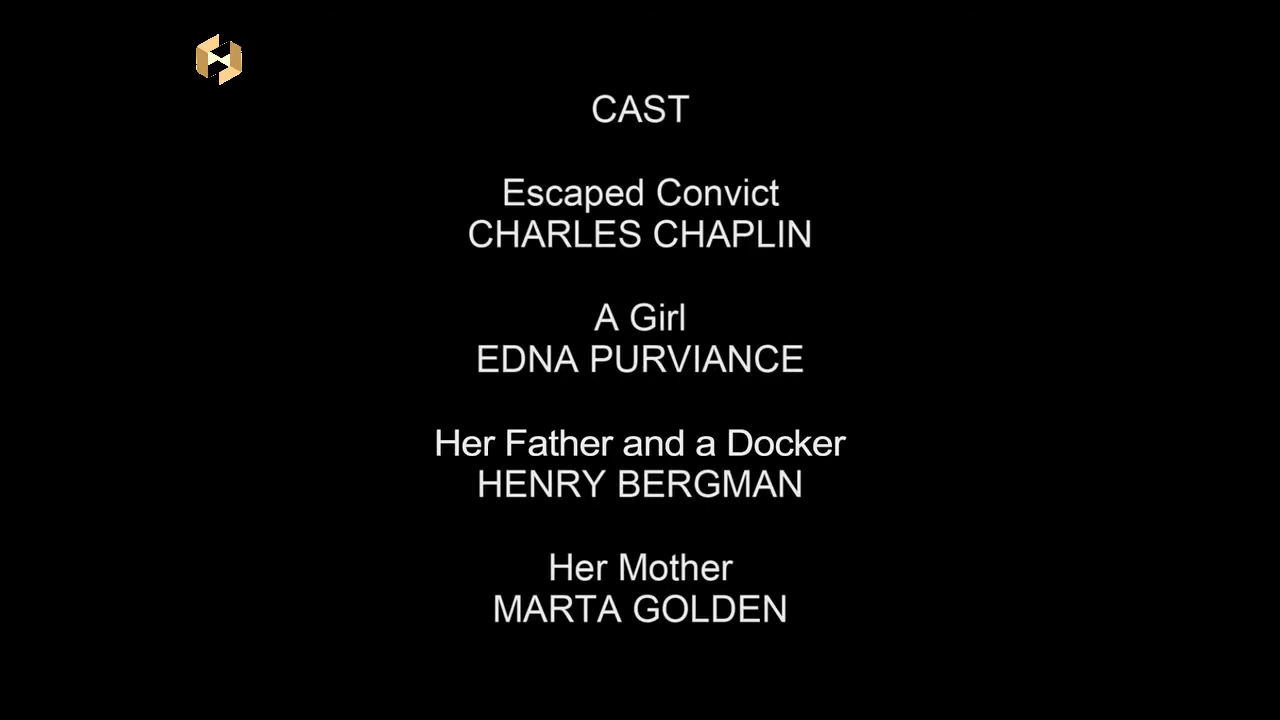 CAST
Escaped Convict
CHARLES CHAPLIN
A Girl
EDNA PURVIANCE
Her Father and a Docker
HENRY BERGMAN
Her Mother
MARTA GOLDEN